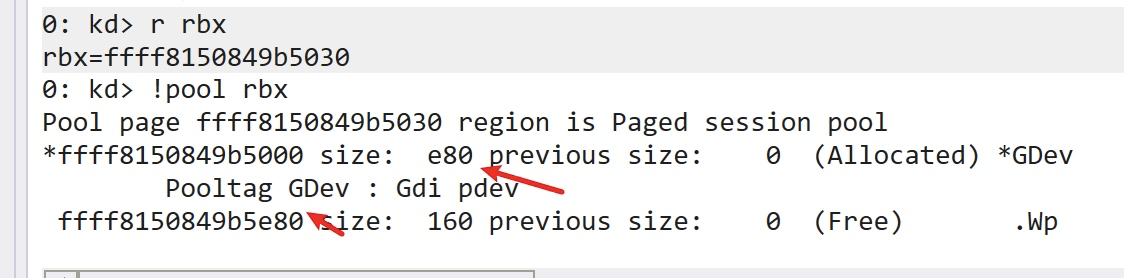 0: kd> r rbx
rbx=ffff8150849b5030
0: kd> !pool rbx
Pool page ffff8150849b5030 region is Paged session pool
*ffff8150849b5000 size:  e80 previous size:    0  (Allocated) *GDev
        Pooltag GDev : Gdi pdev
 ffff8150849b5e80 size:  160 previous size:    0  (Free)       .Wp